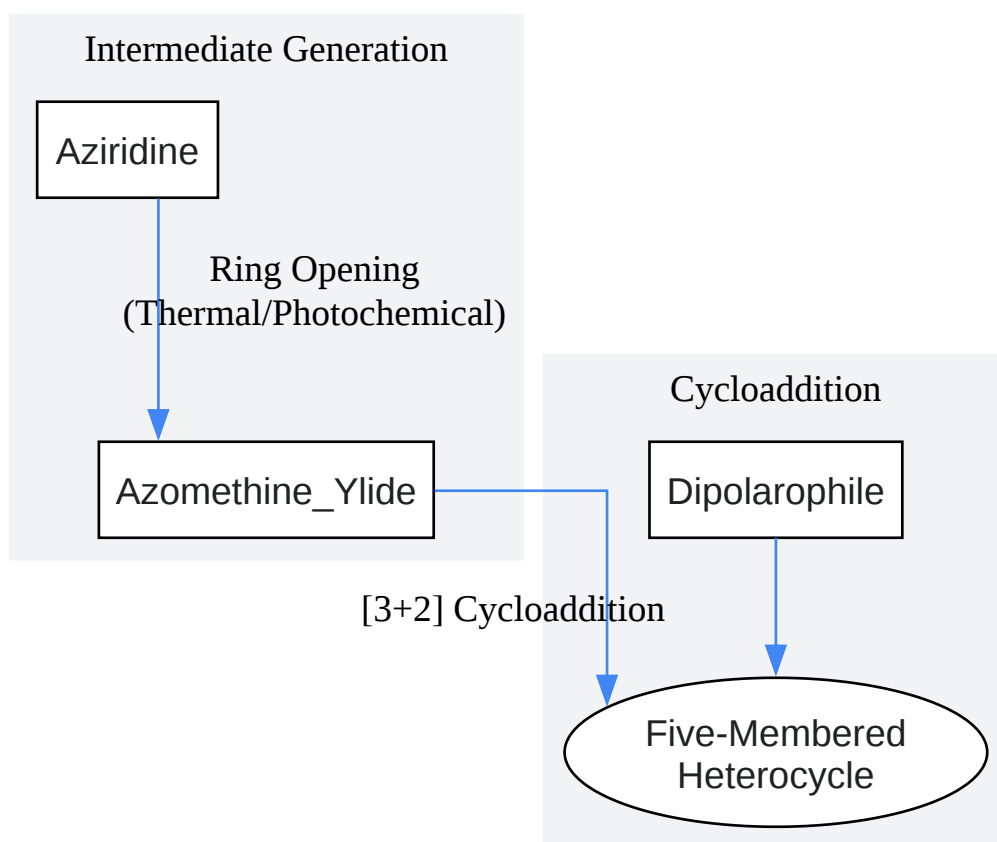 Intermediate Generation
Aziridine
Ring Opening
(Thermal/Photochemical)
Azomethine_Ylide
Cycloaddition
Dipolarophile
[3+2] Cycloaddition
Five-Membered
Heterocycle